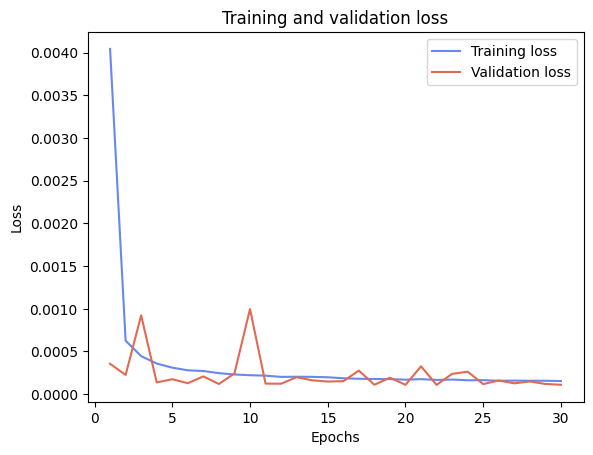 Training and validation loss
Training loss
Validation loss
0.0040
0.0035
0.0030
0.0025
0.0020
0.0015
0.0010
0.0005
0.0000
Loss
0 5 10 15 20 25 30
Epochs